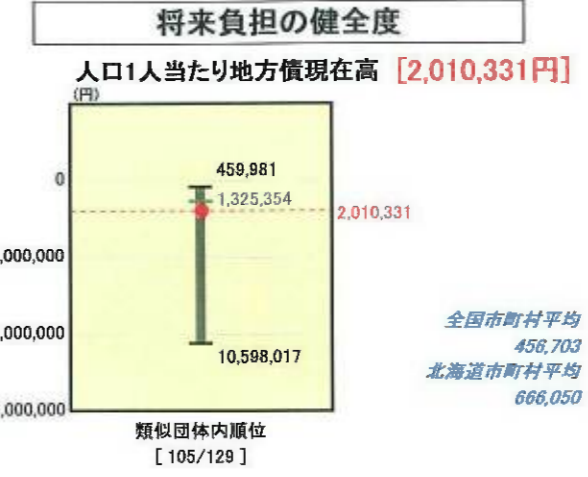 将来負担の健全度
人口1人当たり地方債現在高 [2,010,331円]
(円)
0
459,981
1,325,354
2,010,331
,000,000
,000,000
10,598,017
,000,000
全国市町村平均
456,703
北海道市町村平均
666,050
類似団体内順位
[ 105/129 ]